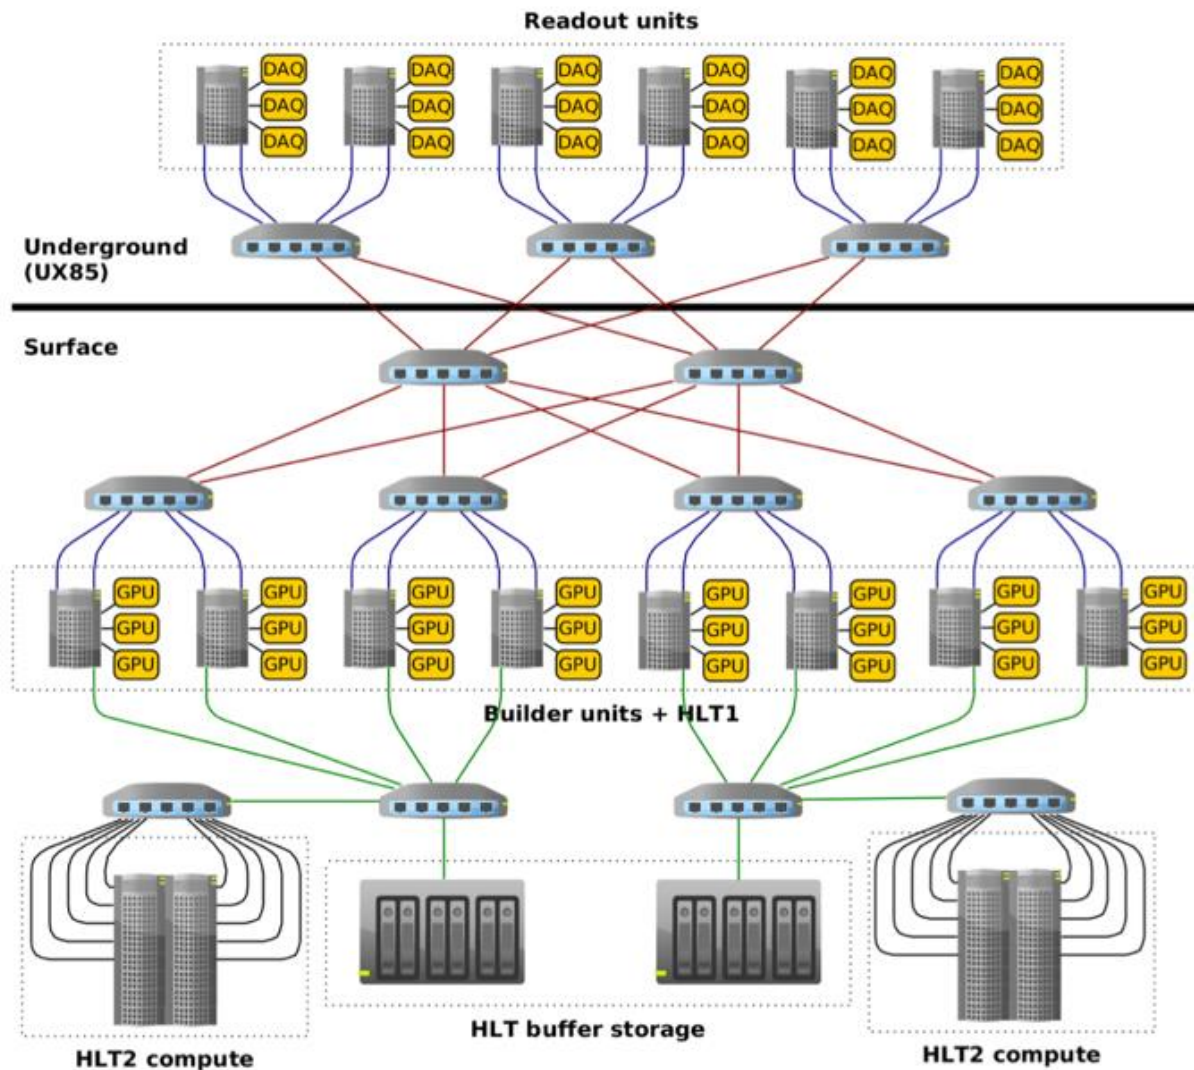 Readout units
DAQ DAQ DAQ DAQ DAQ DAQ
DAQ DAQ DAQ DAQ DAQ DAQ
DAQ DAQ DAQ DAQ DAQ DAQ
Underground
(UX85)
Surface
GPU GPU GPU GPU GPU GPU GPU GPU
GPU GPU GPU GPU GPU GPU GPU GPU
GPU GPU GPU GPU GPU GPU GPU GPU
Builder units + HLT1
HLT buffer storage
HLT2 compute
HLT2 compute